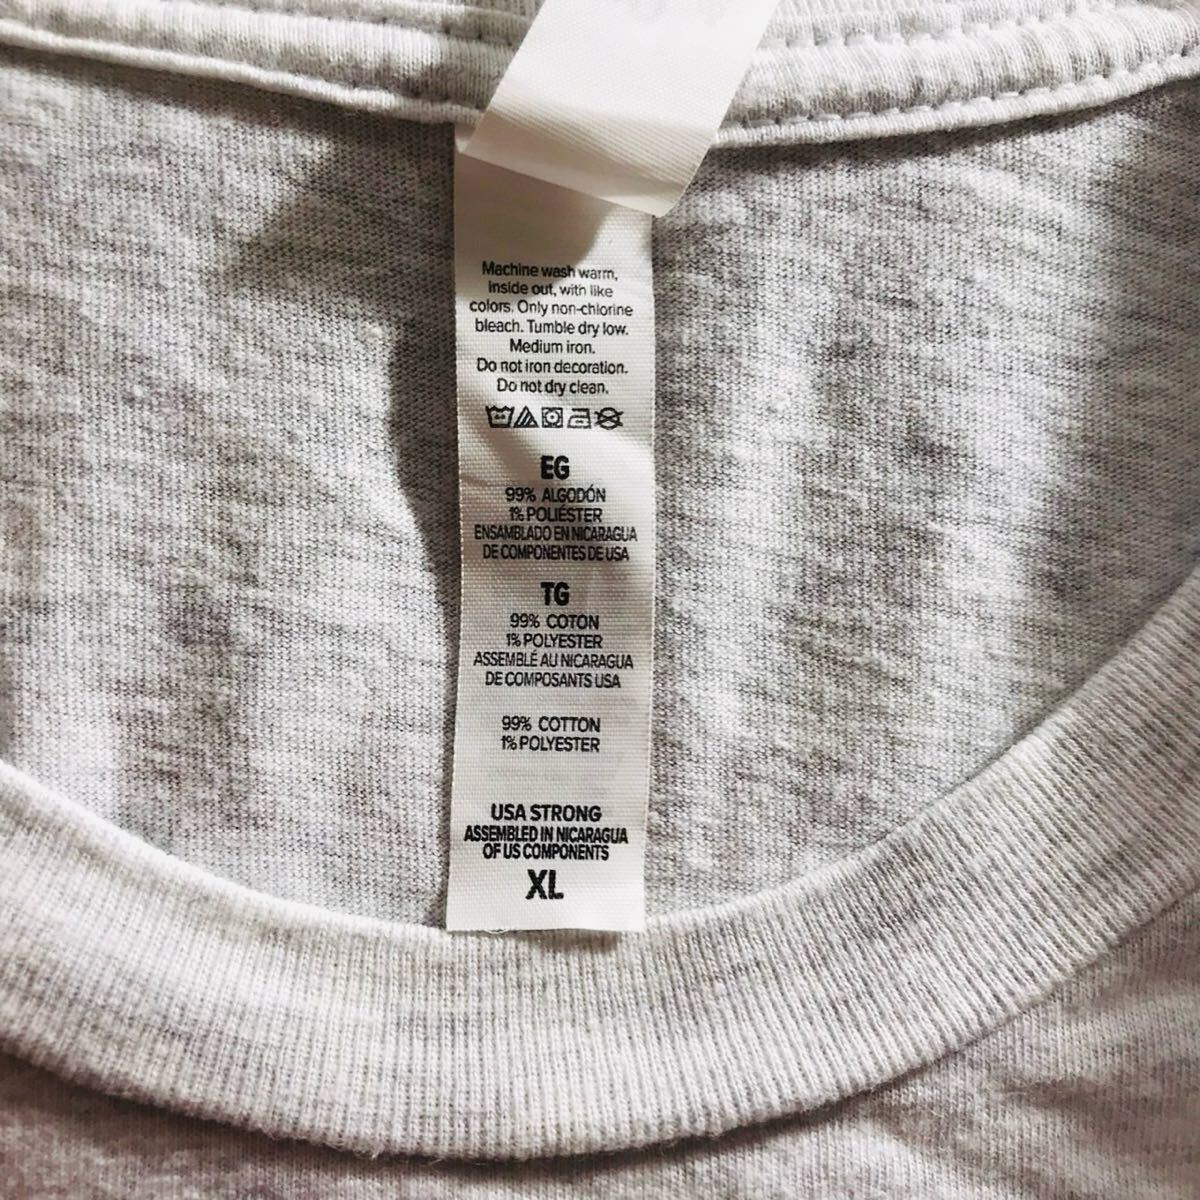 Machine wash warm,
inside out, with like
colors. Only non-chlorine
bleach. Tumble dry low.
Medium iron.
Do not iron decoration.
Do not dry clean.
EG
99% ALGODÓN
1% POLIÉSTER
ENSAMBLADO EN NICARAGUA
DE COMPONENTES DE USA
TG
99% COTON
1% POLYESTER
ASSEMBLÉ AU NICARAGUA
DE COMPOSANTS USA
99% COTTON
1% POLYESTER
USA STRONG
ASSEMBLED IN NICARAGUA
OF US COMPONENTS
XL